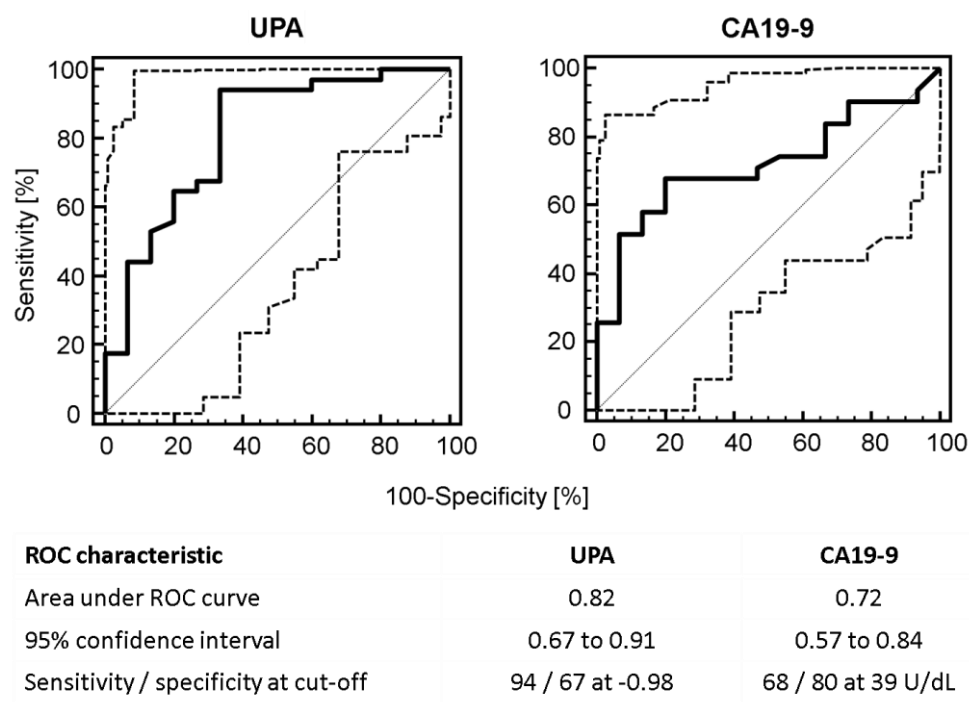 UPA
CA19-9
Sensitivity [%]
100
80
60
40
20
0
0 20 40 60 80 100
100
80
60
40
20
0
0 20 40 60 80 100
100-Specificity [%]
ROC characteristic UPA CA19-9
Area under ROC curve 0.82 0.72
95% confidence interval 0.67 to 0.91 0.57 to 0.84
Sensitivity / specificity at cut-off 94 / 67 at -0.98 68 / 80 at 39 U/dL